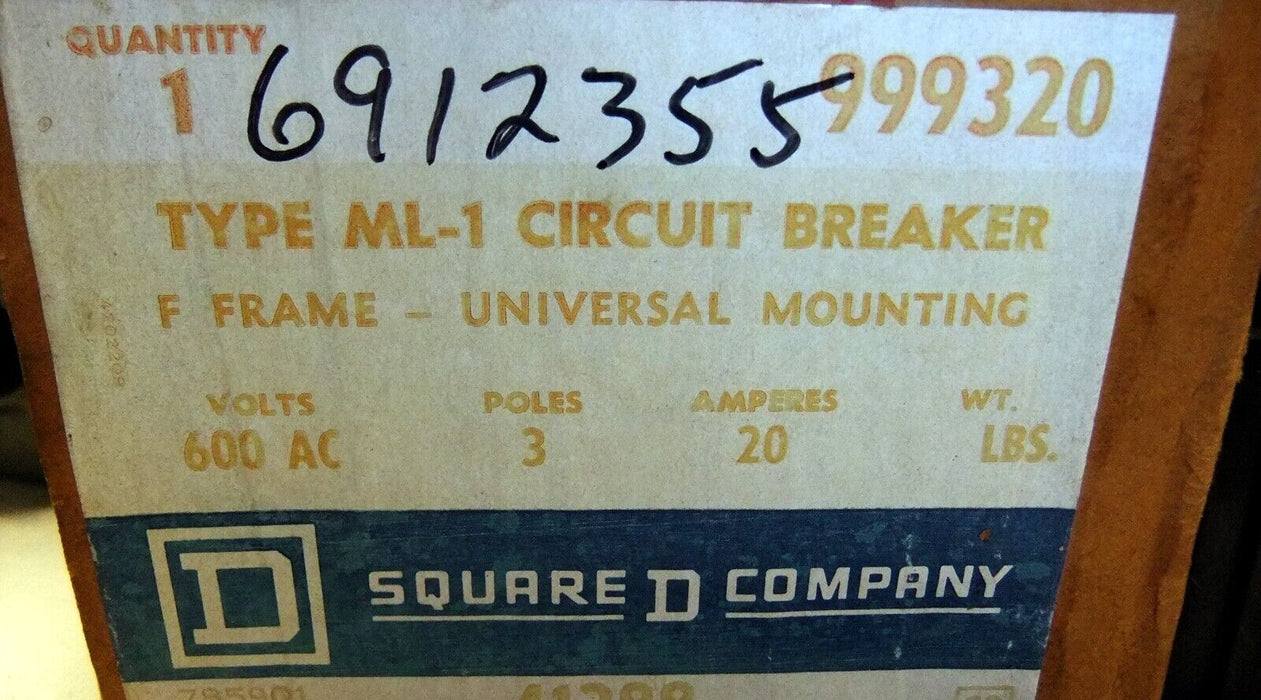 QUANTITY
1 6912355 999320
TYPE ML-1 CIRCUIT BREAKER
F FRAME – UNIVERSAL MOUNTING
VOLTS POLES AMPERES WT.
600 AC 3 20 LBS.
D SQUARE D COMPANY